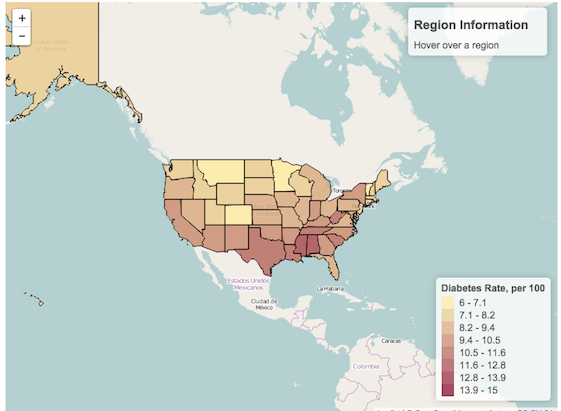 +
−
Region Information
Hover over a region
United States
of America
Toronto
Estados Unidos
Mexicanos
Ciudad de
México
La Habana
Caracas
Colombia
Diabetes Rate, per 100
6 - 7.1
7.1 - 8.2
8.2 - 9.4
9.4 - 10.5
10.5 - 11.6
11.6 - 12.8
12.8 - 13.9
13.9 - 15